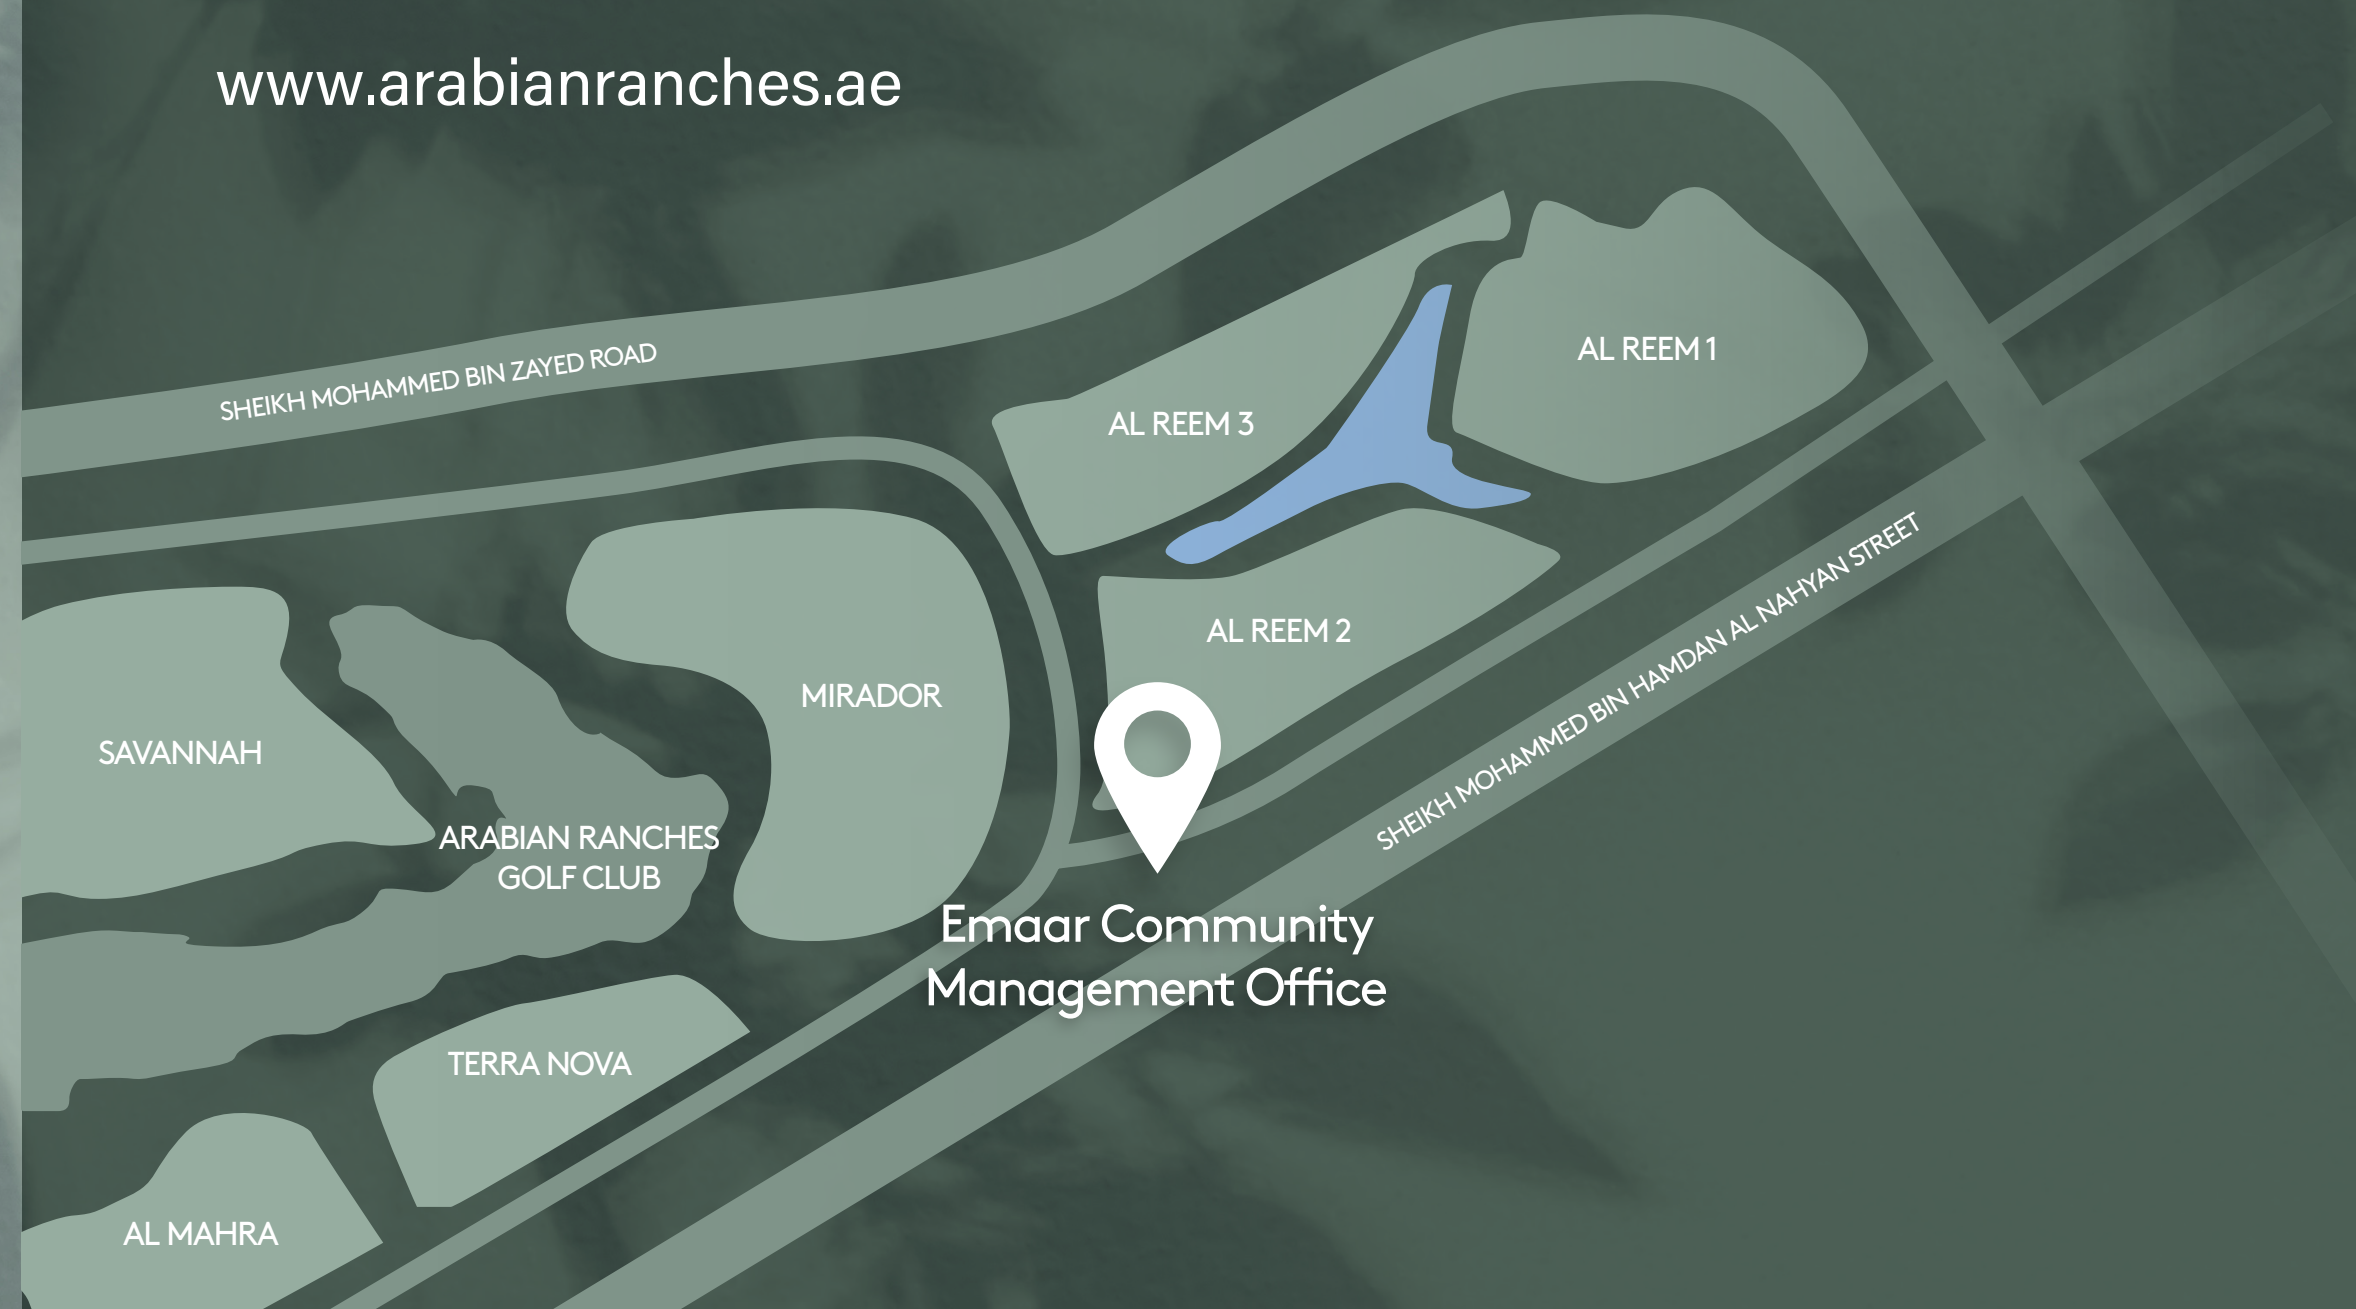 www.arabianranches.ae
SHEIKH MOHAMMED BIN ZAYED ROAD
AL REEM 1
AL REEM 3
AL REEM 2
MIRADOR
SAVANNAH
ARABIAN RANCHES
GOLF CLUB
SHEIKH MOHAMMED BIN HAMDAN AL NAHYAN STREET
Emaar Community
Management Office
TERRA NOVA
AL MAHRA